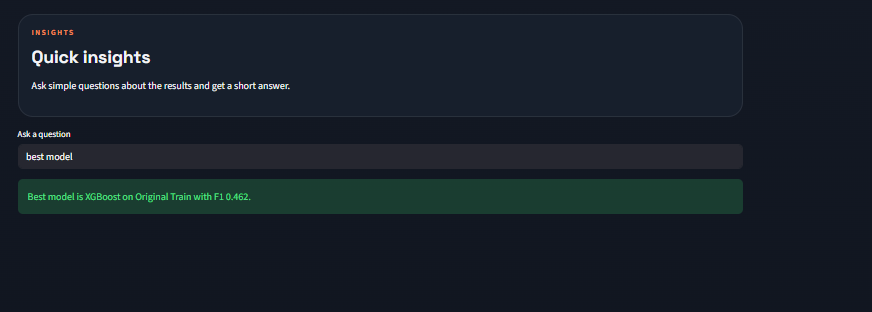 INSIGHTS
Quick insights
Ask simple questions about the results and get a short answer.
Ask a question
best model
Best model is XGBoost on Original Train with F1 0.462.